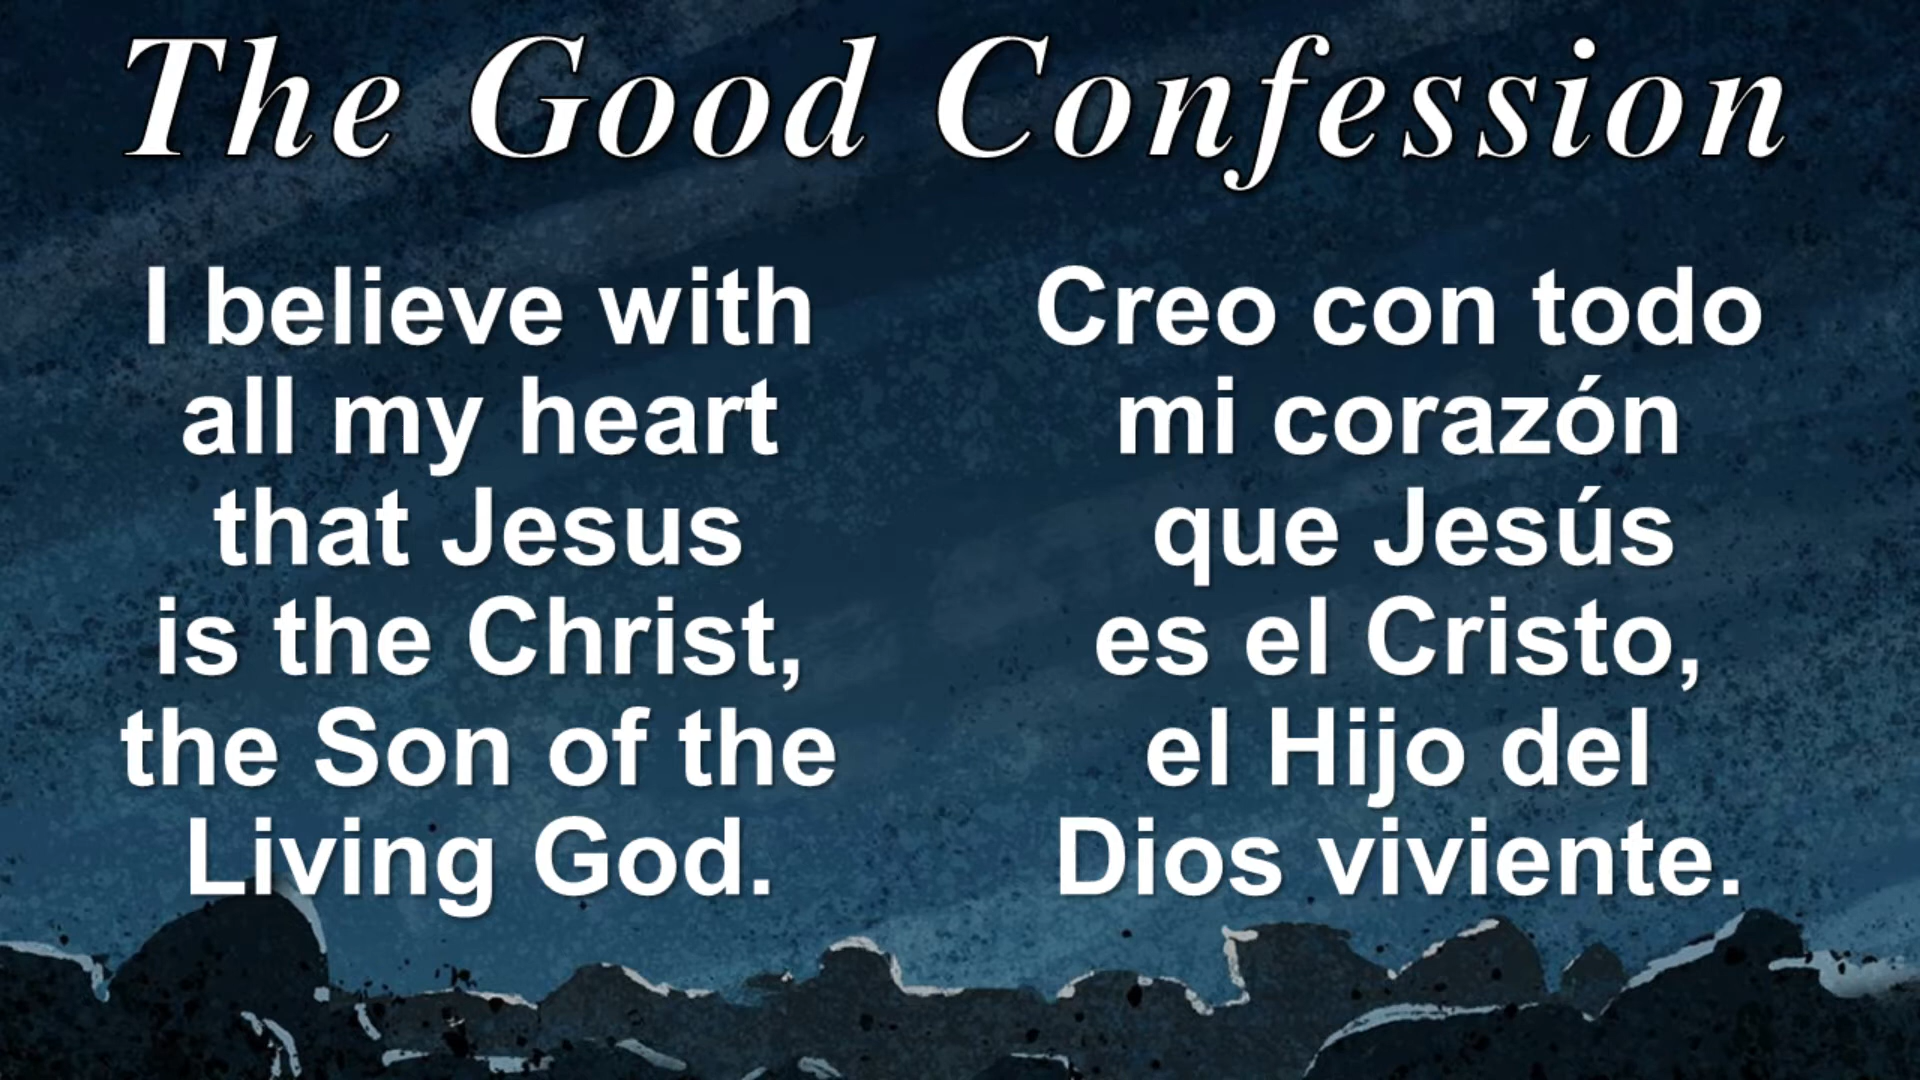 The Good Confession
I believe with
all my heart
that Jesus
is the Christ,
the Son of the
Living God.
Creo con todo
mi corazón
que Jesús
es el Cristo,
el Hijo del
Dios viviente.